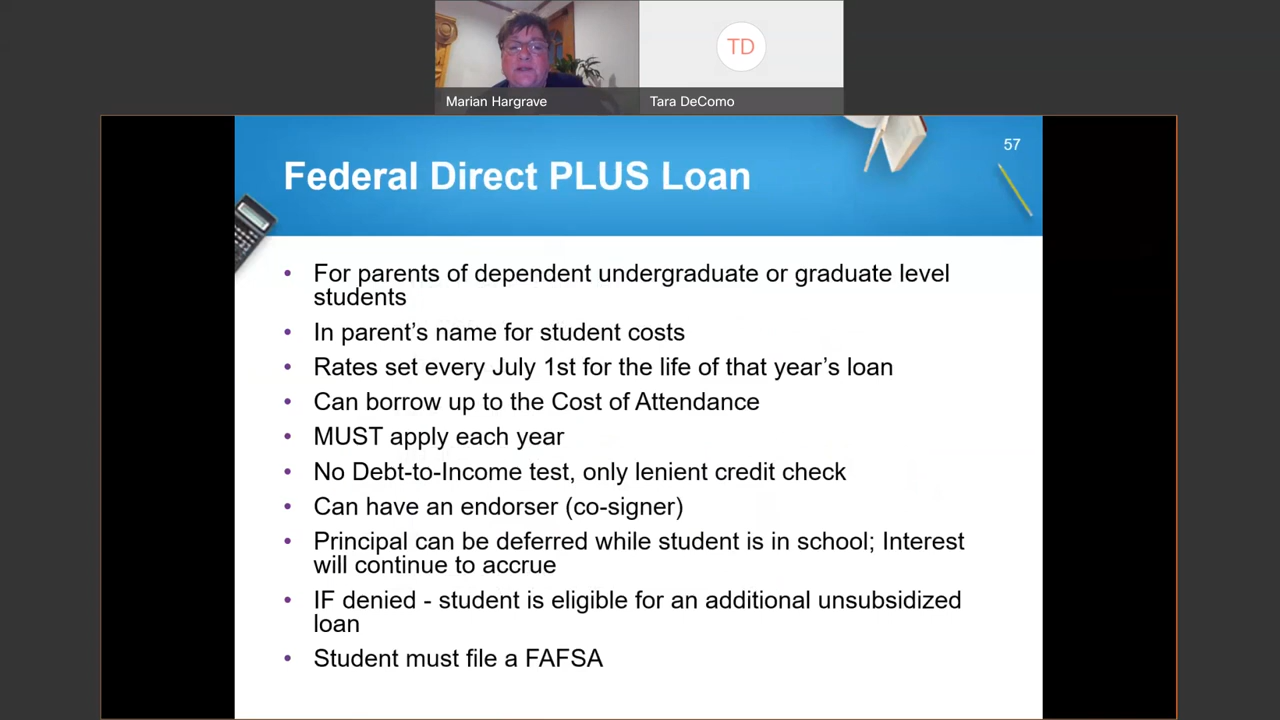 TD
Marian Hargrave
Tara DeComo
57
Federal Direct PLUS Loan
• For parents of dependent undergraduate or graduate level
students
• In parent’s name for student costs
• Rates set every July 1st for the life of that year’s loan
• Can borrow up to the Cost of Attendance
• MUST apply each year
• No Debt-to-Income test, only lenient credit check
• Can have an endorser (co-signer)
• Principal can be deferred while student is in school; Interest
will continue to accrue
• IF denied - student is eligible for an additional unsubsidized
loan
• Student must file a FAFSA